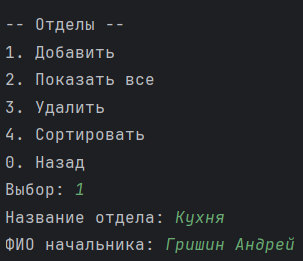 -- Отделы --
1. Добавить
2. Показать все
3. Удалить
4. Сортировать
0. Назад
Выбор: 1
Название отдела: Кухня
ФИО начальника: Гришин Андрей